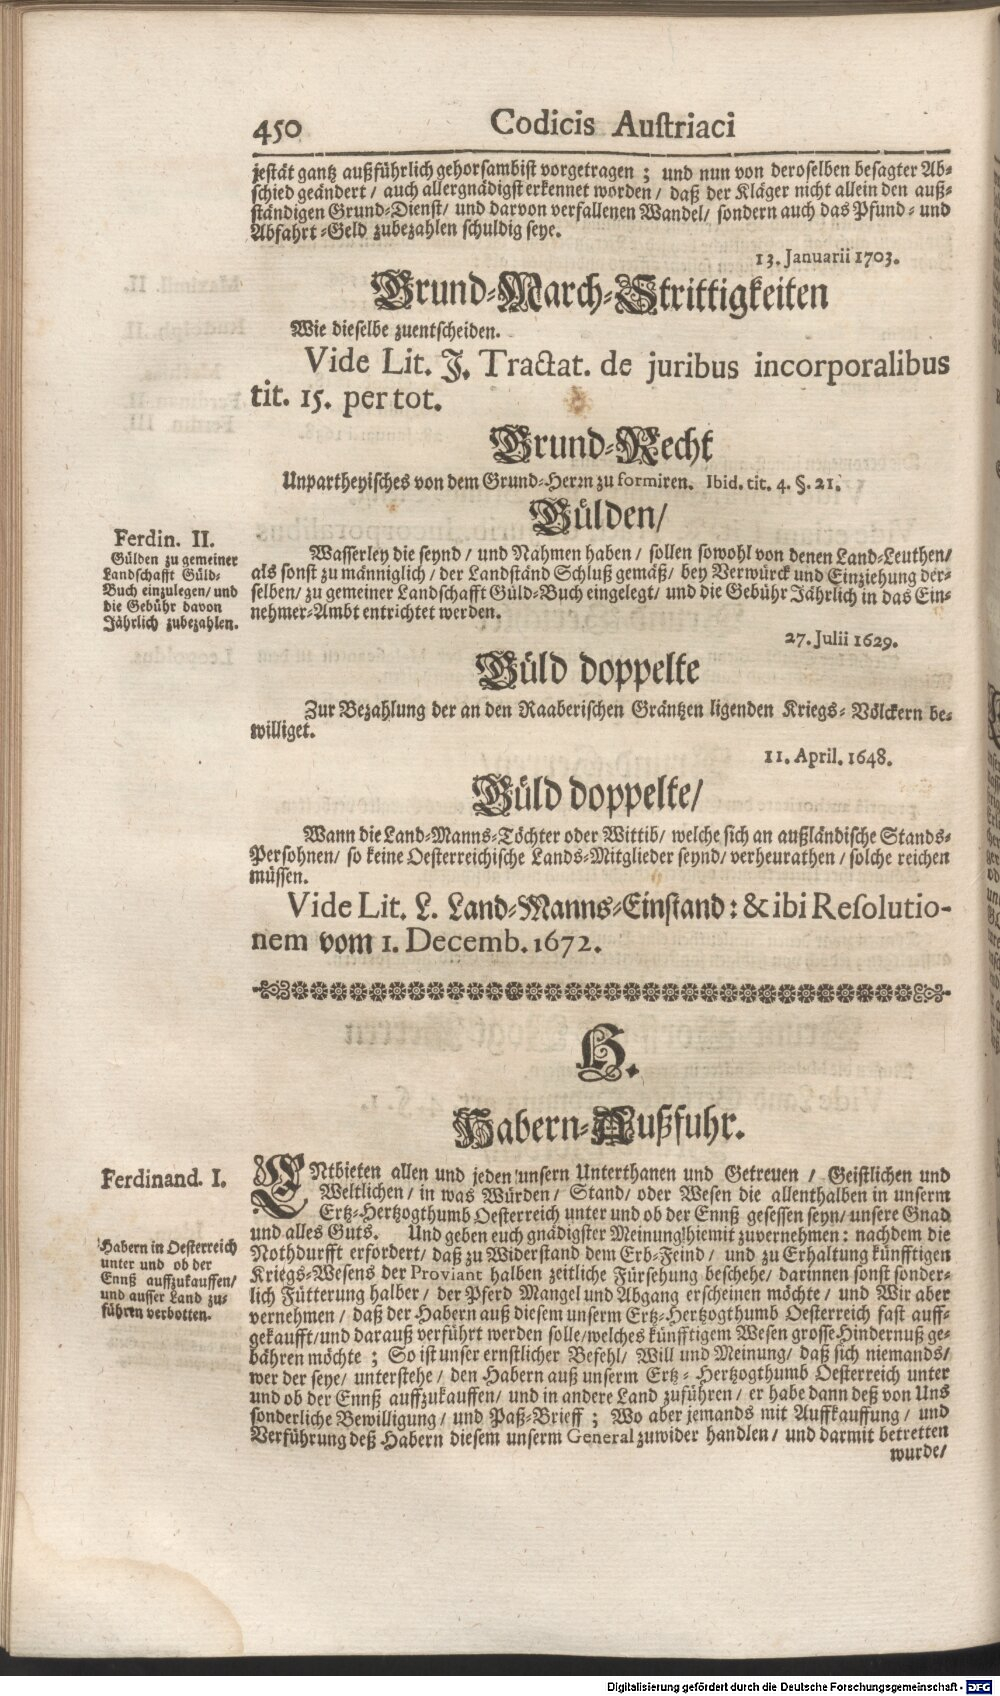 450 Codicis Auſtriaci
jeſtät gantz außführlich gehorſambiſt vorgetragen ; und nun von deroſelben beſagter Ab-
ſchied geändert / auch allergnädigſt erkennet worden / daß der Kläger nicht allein den auß-
ſtändigen Grund-Dienſt / und darvon verfallenen Wandel / ſondern auch das Pfund- und
Abfahrt-Geld zubezahlen ſchuldig ſeye.
13. Januarii 1703.
Grund-March-Strittigkeiten
Wie dieſelbe zuentſcheiden.
Vide Lit. J. Tractat. de juribus incorporalibus
tit. 15. per tot.
Grund-Recht
Unpartheyiſches von dem Grund-Herrn zu formiren. Ibid. tit. 4. §. 21.
Gülden /
Ferdin. II.
Gülden zu gemeiner
Landſchafft Güld-
Buch einzulegen / und
die Gebühr davon
Jährlich zubezahlen.
Waſſerley die ſeynd / und Nahmen haben / ſollen ſowohl von denen Land-Leuthen /
als ſonſt zu männiglich / der Landſtänd Schluß gemäß / bey Verwürck und Einziehung der-
ſelben / zu gemeiner Landſchafft Güld-Buch eingelegt / und die Gebühr Jährlich in das Ein-
nehmer-Ambt entrichtet werden.
27. Julii 1629.
Güld doppelte
Zur Bezahlung der an den Raaberiſchen Gräntzen ligenden Kriegs-Völckern be-
williget.
11. April. 1648.
Güld doppelte /
Wann die Land-Manns-Töchter oder Wittib / welche ſich an außländiſche Stands-
Perſohnen / ſo keine Oeſterreichiſche Lands-Mitglieder ſeynd / verheurathen / ſolche reichen
müſſen.
Vide Lit. L. Land-Manns-Einſtand : & ibi Reſolutio-
nem vom 1. Decemb. 1672.
H.
Habern-Außfuhr.
Ferdinand. I.
Habern in Oeſterreich
unter und ob der
Ennß auffzukauffen /
und auſſer Land zu-
führen verbotten.
ENtbieten allen und jeden unſern Unterthanen und Getreuen / Geiſtlichen und
Weltlichen / in was Würden / Stand / oder Weſen die allenthalben in unſerm
Ertz-Hertzogthumb Oeſterreich unter und ob der Ennß geſeſſen ſeyn / unſere Gnad
und alles Guts. Und geben euch gnädigſter Meinung hiemit zuvernehmen : nachdem die
Nothdurfft erfordert / daß zu Widerſtand dem Erb-Feind / und zu Erhaltung künfftigen
Kriegs-Weſens der Proviant halben zeitliche Fürſehung beſchehe / darinnen ſonſt ſonder-
lich Fütterung halber / der Pferd Mangel und Abgang erſcheinen möchte / und Wir aber
vernehmen / daß der Habern auß dieſem unſerm Ertz-Hertzogthumb Oeſterreich faſt auff-
gekaufft / und darauß verführt werden ſolle / welches künfftigem Weſen groſſe Hindernuß ge-
bähren möchte ; So iſt unſer ernſtlicher Befehl / Will und Meinung / daß ſich niemands /
wer der ſeye / unterſtehe / den Habern auß unſerm Ertz-Hertzogthumb Oeſterreich unter
und ob der Ennß auffzukauffen / und in andere Land zuführen / er habe dann deß von Uns
ſonderliche Bewilligung / und Paß-Brieff ; Wo aber jemands mit Auffkauffung / und
Verführung deß Habern dieſem unſerm General zuwider handlen / und darmit betretten
wurde /
Digitalisierung gefördert durch die Deutsche Forschungsgemeinschaft - DFG